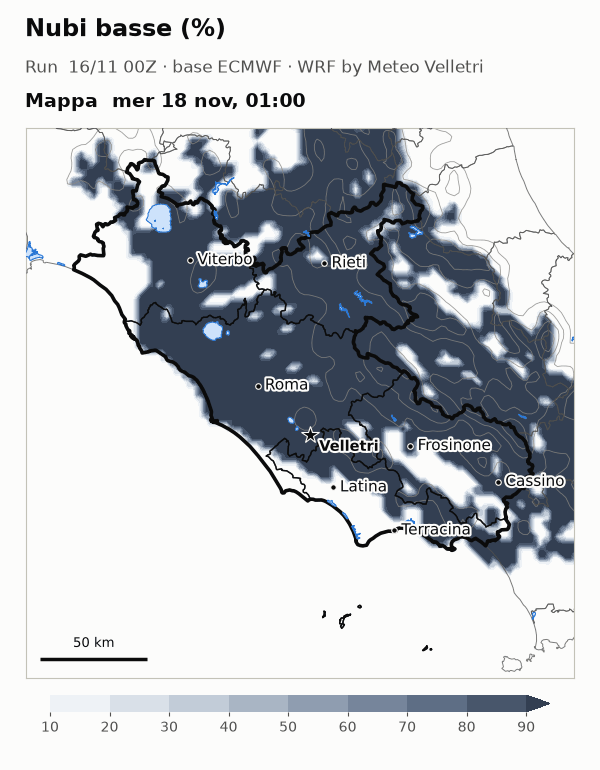 Nubi basse (%)
Run  16/11 00Z · base ECMWF · WRF by Meteo Velletri
Mappa  mer 18 nov, 01:00
Viterbo
Rieti
Roma
Velletri
Frosinone
Latina
Cassino
Terracina
50 km
10 20 30 40 50 60 70 80 90